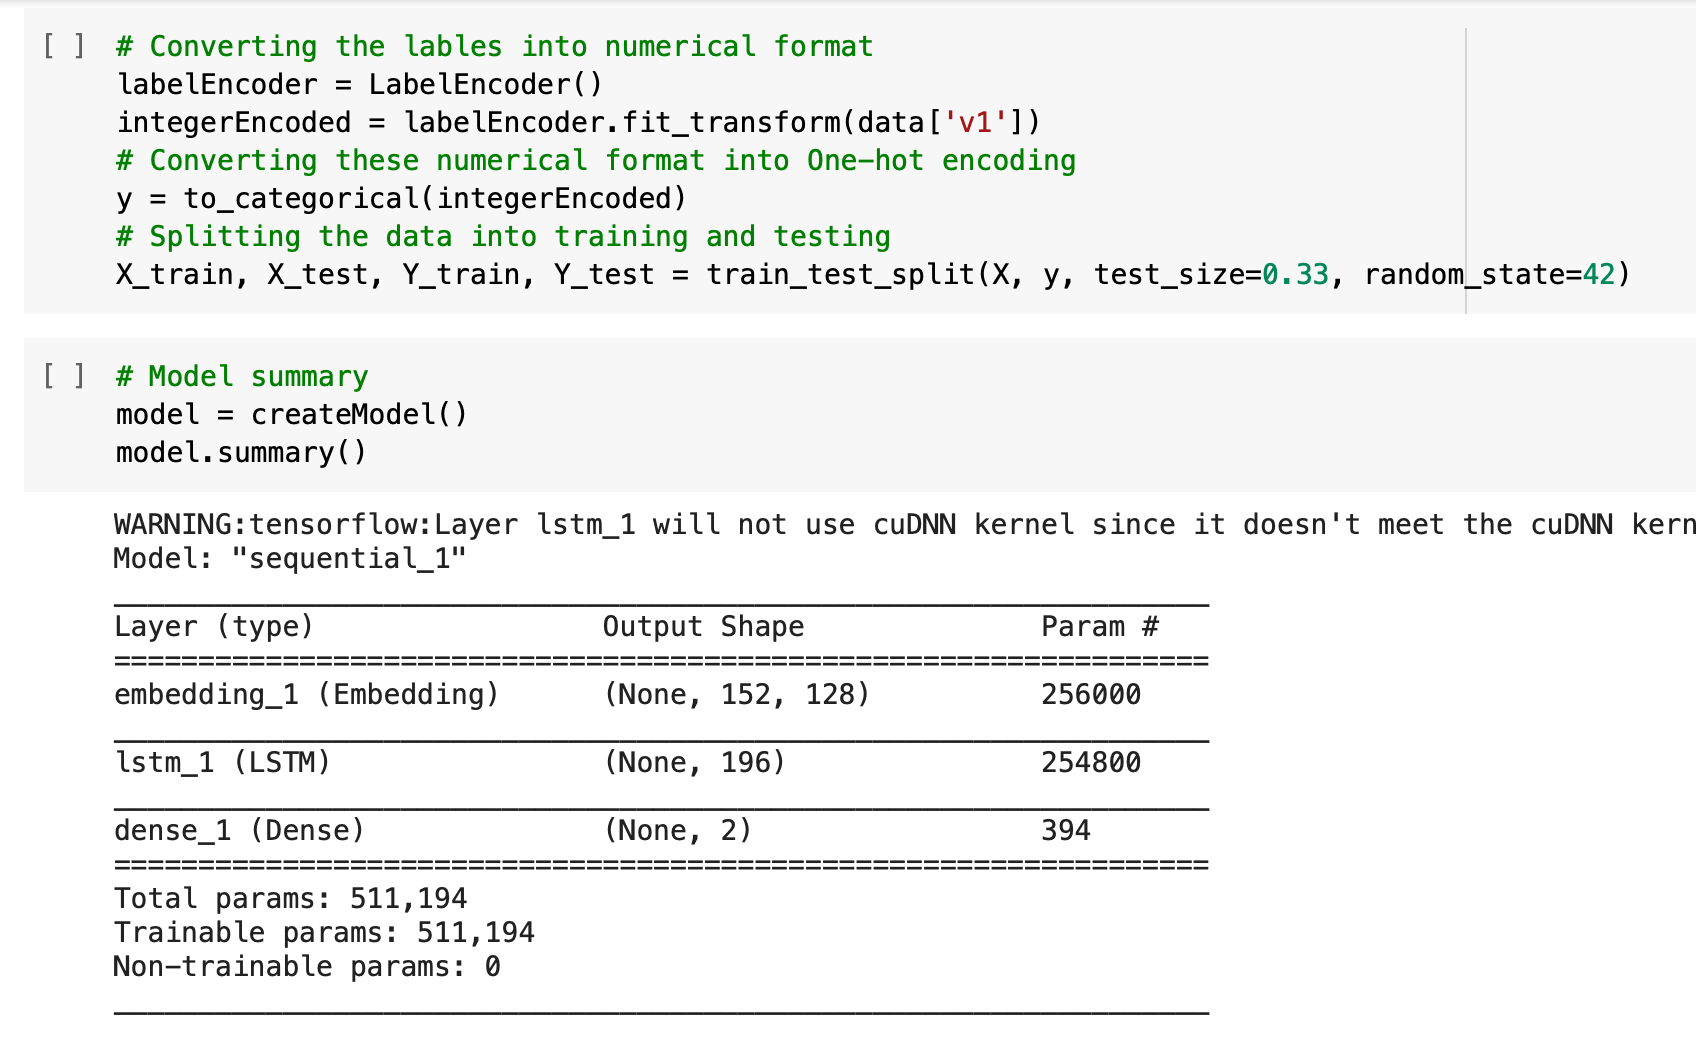 [ ] # Converting the lables into numerical format
labelEncoder = LabelEncoder()
integerEncoded = labelEncoder.fit_transform(data['v1'])
# Converting these numerical format into One-hot encoding
y = to_categorical(integerEncoded)
# Splitting the data into training and testing
X_train, X_test, Y_train, Y_test = train_test_split(X, y, test_size=0.33, random_state=42)
[ ] # Model summary
model = createModel()
model.summary()
WARNING:tensorflow:Layer lstm_1 will not use cuDNN kernel since it doesn't meet the cuDNN kern
Model: "sequential_1"
_________________________________________________________________
Layer (type)                 Output Shape              Param #
=================================================================
embedding_1 (Embedding)      (None, 152, 128)          256000
_________________________________________________________________
lstm_1 (LSTM)                (None, 196)               254800
_________________________________________________________________
dense_1 (Dense)              (None, 2)                 394
=================================================================
Total params: 511,194
Trainable params: 511,194
Non-trainable params: 0
_________________________________________________________________